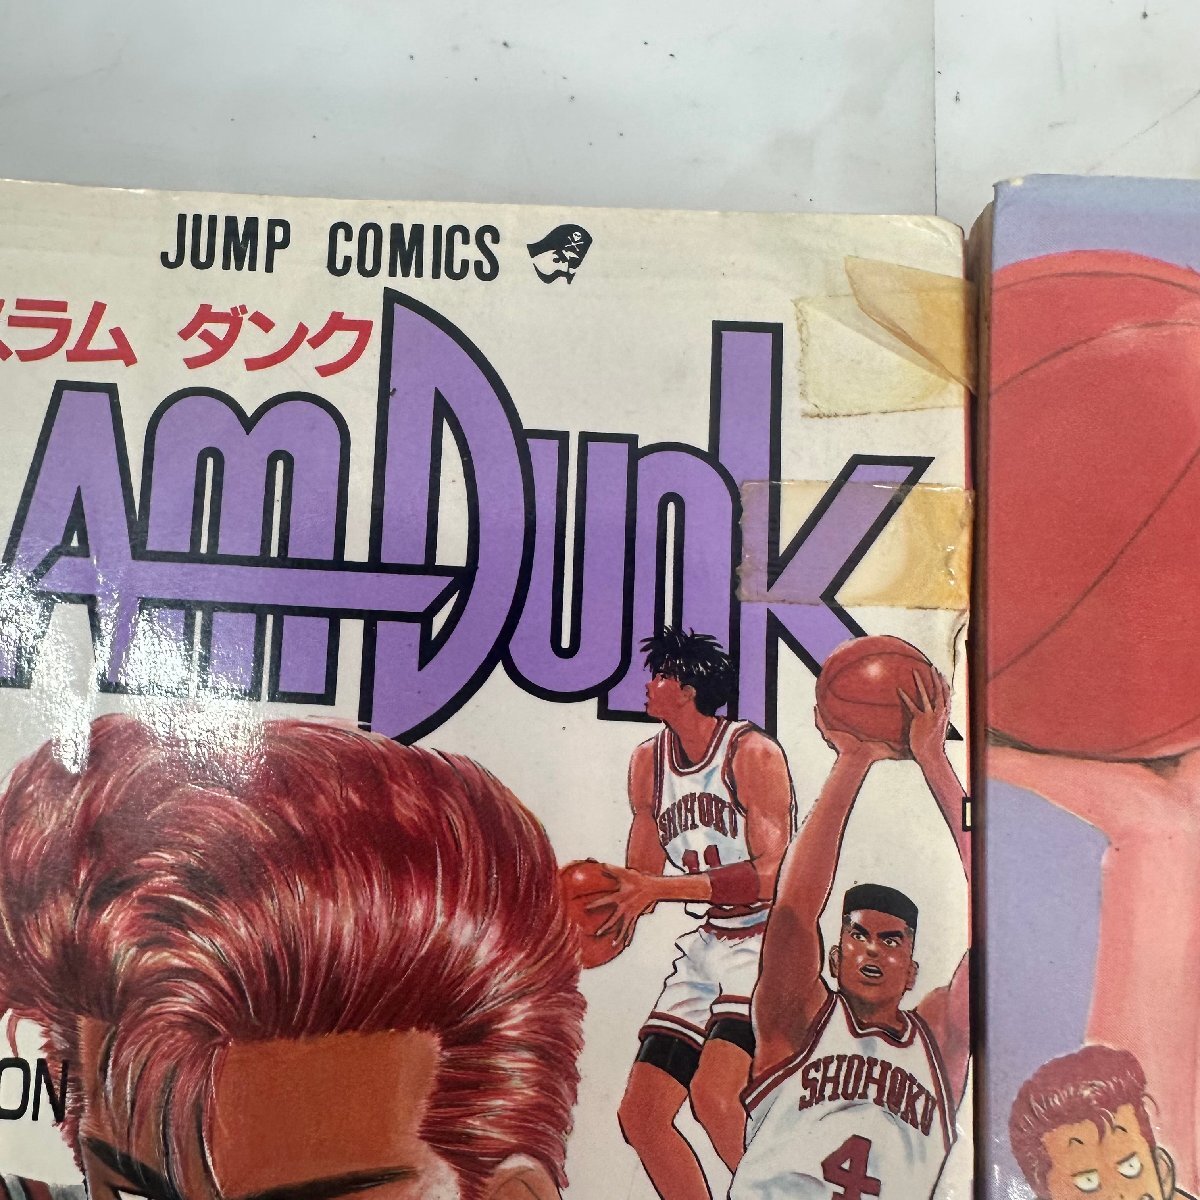 JUMP COMICS
スラム ダンク
AM DUNK
SHOHOKU
11
SHOHOKU
4
ON